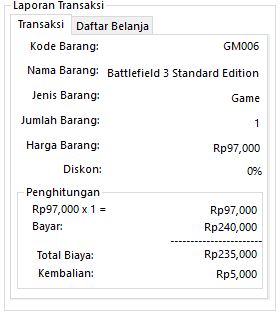 Laporan Transaksi
Transaksi Daftar Belanja
Kode Barang: GM006
Nama Barang: Battlefield 3 Standard Edition
Jenis Barang: Game
Jumlah Barang: 1
Harga Barang: Rp97,000
Diskon: 0%
Penghitungan
Rp97,000 x 1 = Rp97,000
Bayar: Rp240,000
--------------------
Total Biaya: Rp235,000
Kembalian: Rp5,000